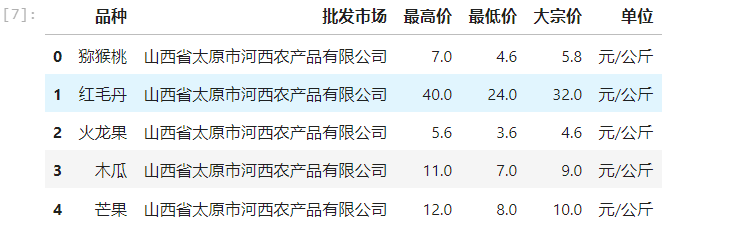 [7]:
品种 批发市场 最高价 最低价 大宗价 单位
0 猕猴桃 山西省太原市河西农产品有限公司 7.0 4.6 5.8 元/公斤
1 红毛丹 山西省太原市河西农产品有限公司 40.0 24.0 32.0 元/公斤
2 火龙果 山西省太原市河西农产品有限公司 5.6 3.6 4.6 元/公斤
3 木瓜 山西省太原市河西农产品有限公司 11.0 7.0 9.0 元/公斤
4 芒果 山西省太原市河西农产品有限公司 12.0 8.0 10.0 元/公斤